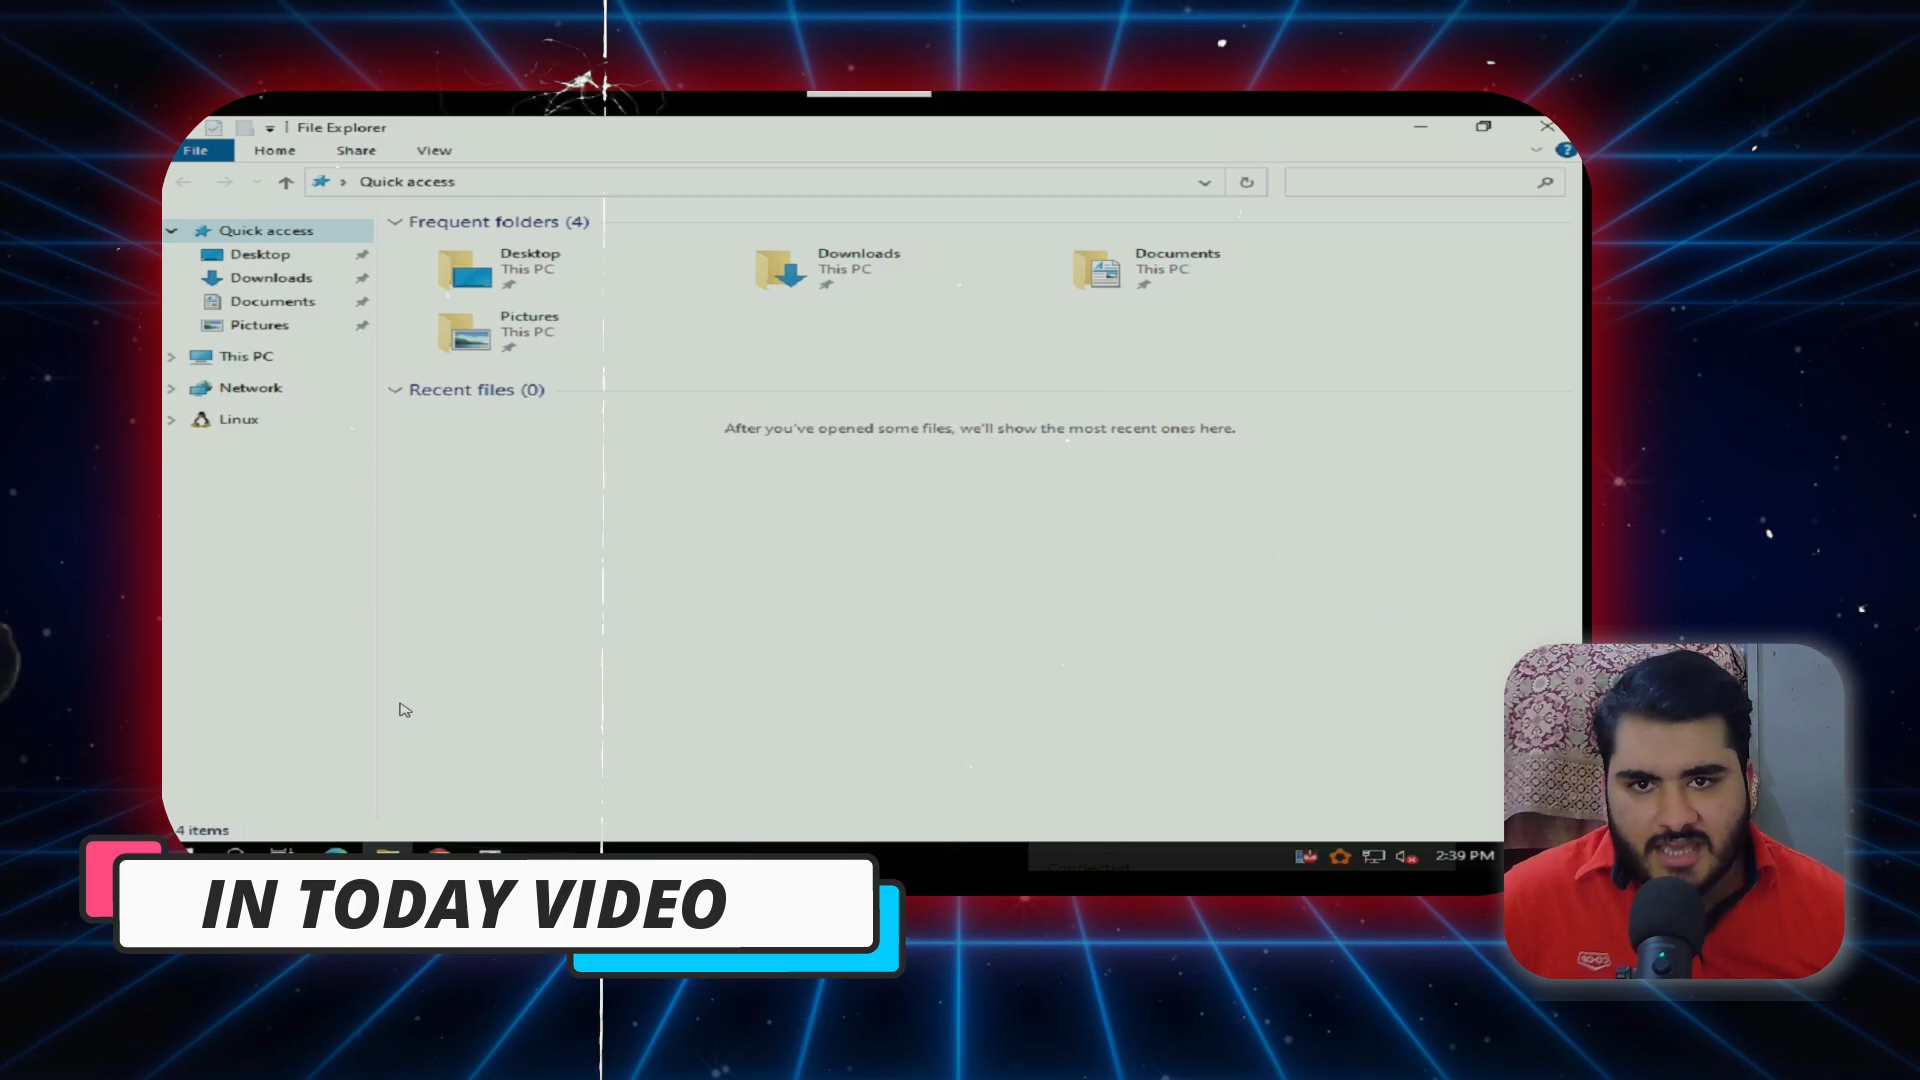 File Explorer
File Home Share View
Quick access
Quick access
Desktop
Downloads
Documents
Pictures
This PC
Network
Linux
Frequent folders (4)
Desktop
This PC
Downloads
This PC
Documents
This PC
Pictures
This PC
Recent files (0)
After you've opened some files, we'll show the most recent ones here.
4 items
2:39 PM
IN TODAY VIDEO